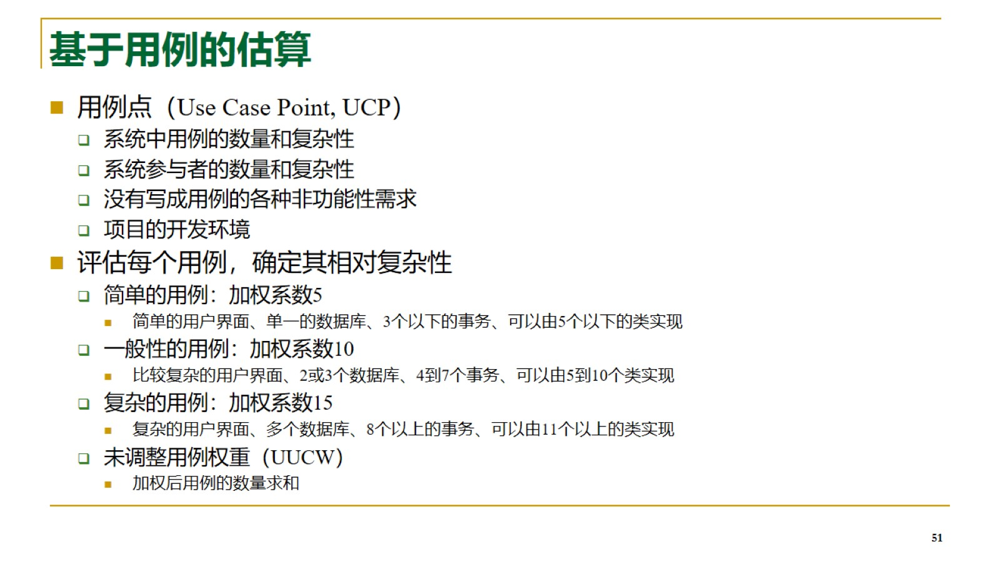 基于用例的估算
用例点（Use Case Point, UCP）
系统中用例的数量和复杂性
系统参与者的数量和复杂性
没有写成用例的各种非功能性需求
项目的开发环境
评估每个用例，确定其相对复杂性
简单的用例：加权系数5
简单的用户界面、单一的数据库、3个以下的事务、可以由5个以下的类实现
一般性的用例：加权系数10
比较复杂的用户界面、2或3个数据库、4到7个事务、可以由5到10个类实现
复杂的用例：加权系数15
复杂的用户界面、多个数据库、8个以上的事务、可以由11个以上的类实现
未调整用例权重（UUCW）
加权后用例的数量求和
51